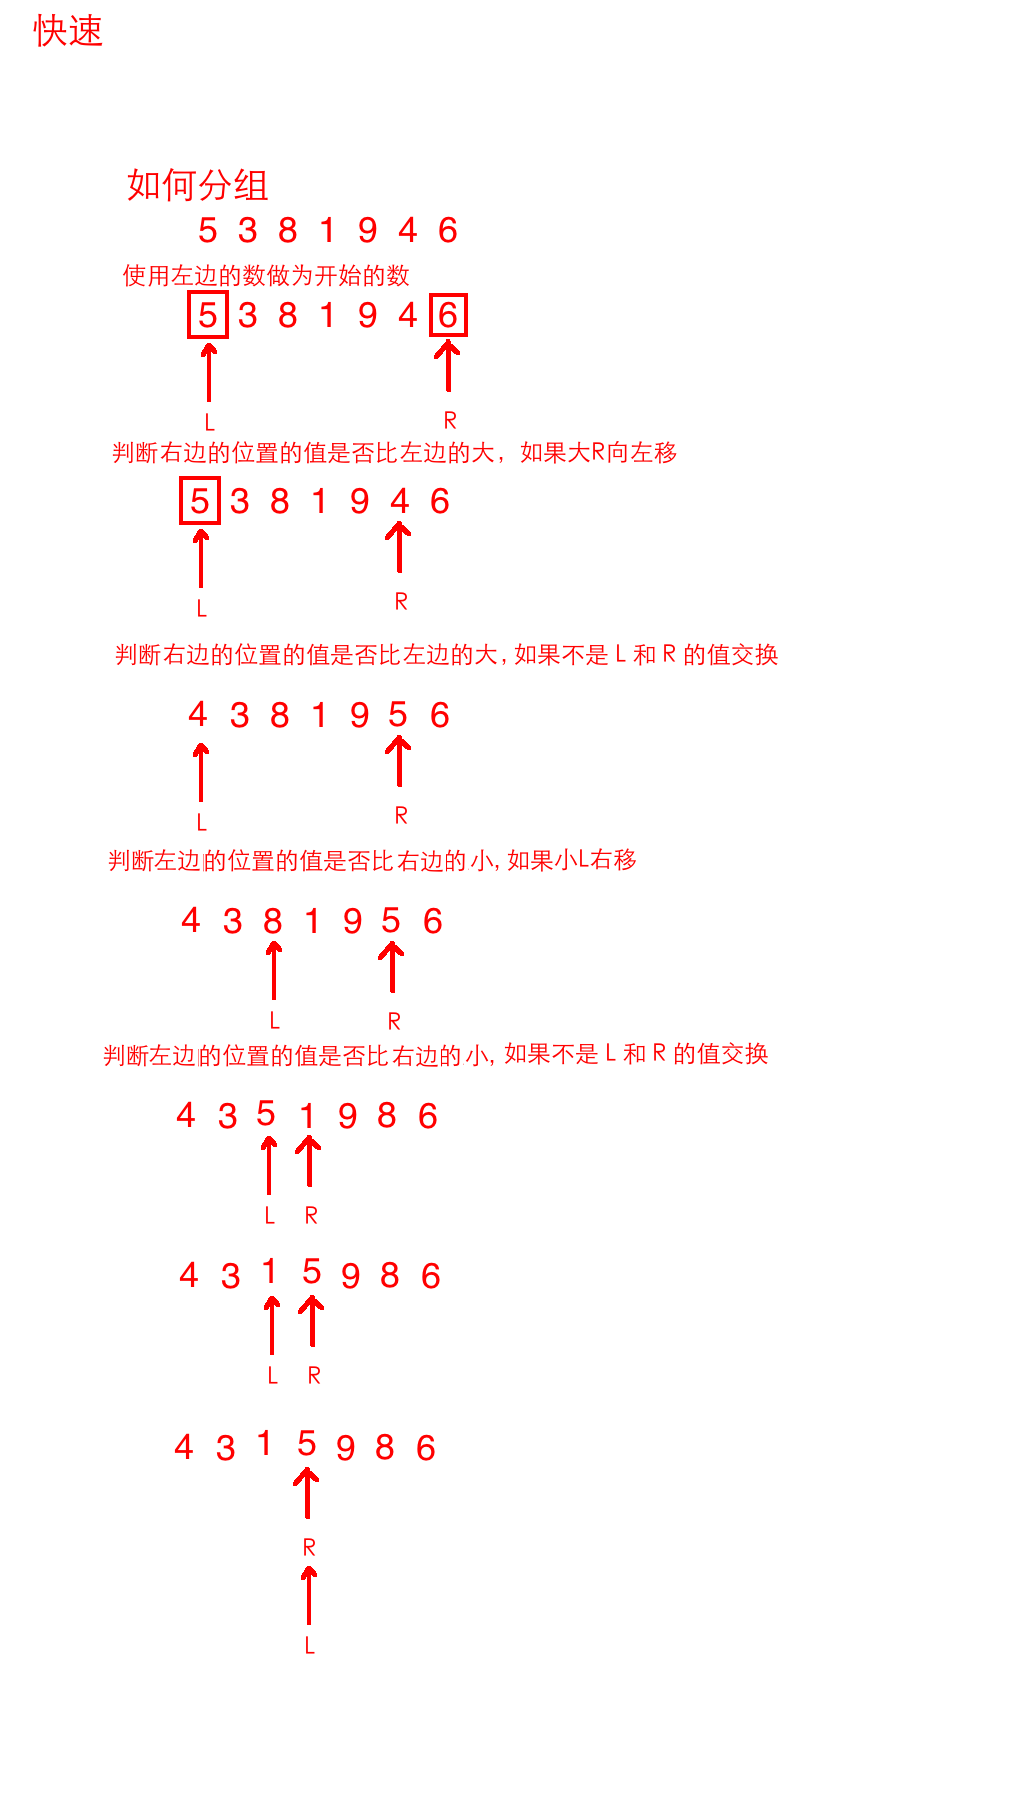 快速
如何分组
5 3 8 1 9 4 6
使用左边的数做为开始的数
5 3 8 1 9 4 6
L R
判断右边的位置的值是否比左边的大，如果大R向左移
5 3 8 1 9 4 6
L R
判断右边的位置的值是否比左边的大，如果不是 L 和 R 的值交换
4 3 8 1 9 5 6
L R
判断左边的位置的值是否比右边的小，如果小L右移
4 3 8 1 9 5 6
L R
判断左边的位置的值是否比右边的小，如果不是 L 和 R 的值交换
4 3 5 1 9 8 6
L R
4 3 1 5 9 8 6
L R
4 3 1 5 9 8 6
R
L